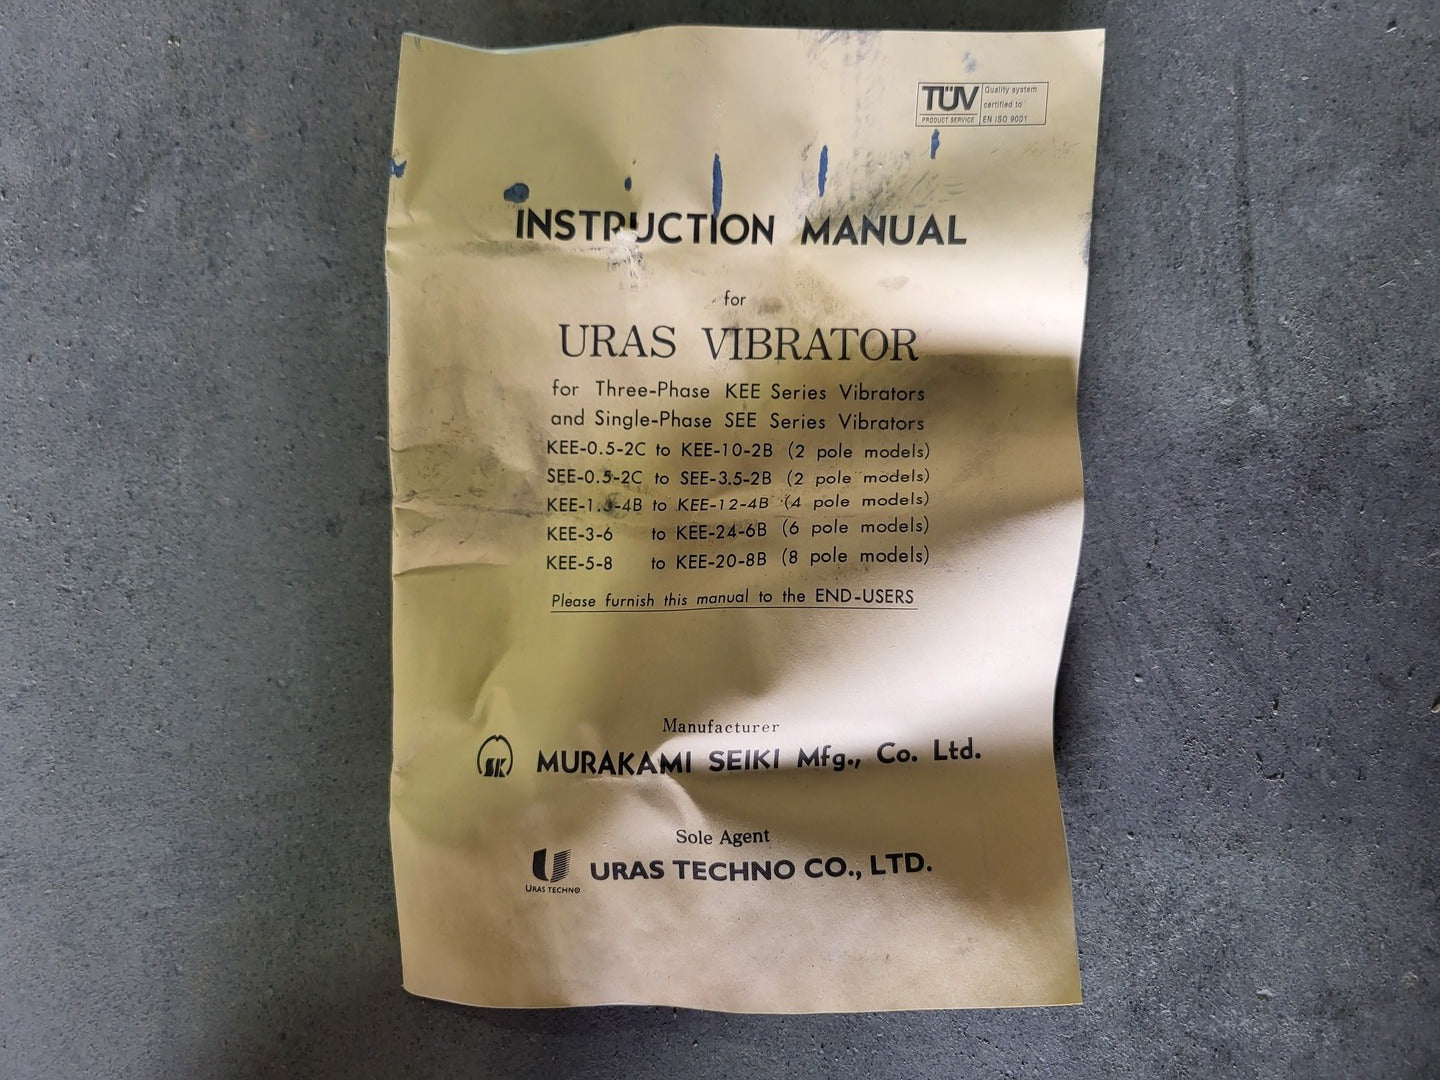 TÜV
PRODUCT SERVICE
Quality system
certified to
EN ISO 9001
INSTRUCTION MANUAL
for
URAS VIBRATOR
for Three-Phase KEE Series Vibrators
and Single-Phase SEE Series Vibrators
KEE-0.5-2C to KEE-10-2B (2 pole models)
SEE-0.5-2C to SEE-3.5-2B (2 pole models)
KEE-1.5-4B to KEE-12-4B (4 pole models)
KEE-3-6 to KEE-24-6B (6 pole models)
KEE-5-8 to KEE-20-8B (8 pole models)
Please furnish this manual to the END-USERS
Manufacturer
SK MURAKAMI SEIKI Mfg., Co. Ltd.
Sole Agent
URAS TECHNO CO., LTD.
URAS TECHNO